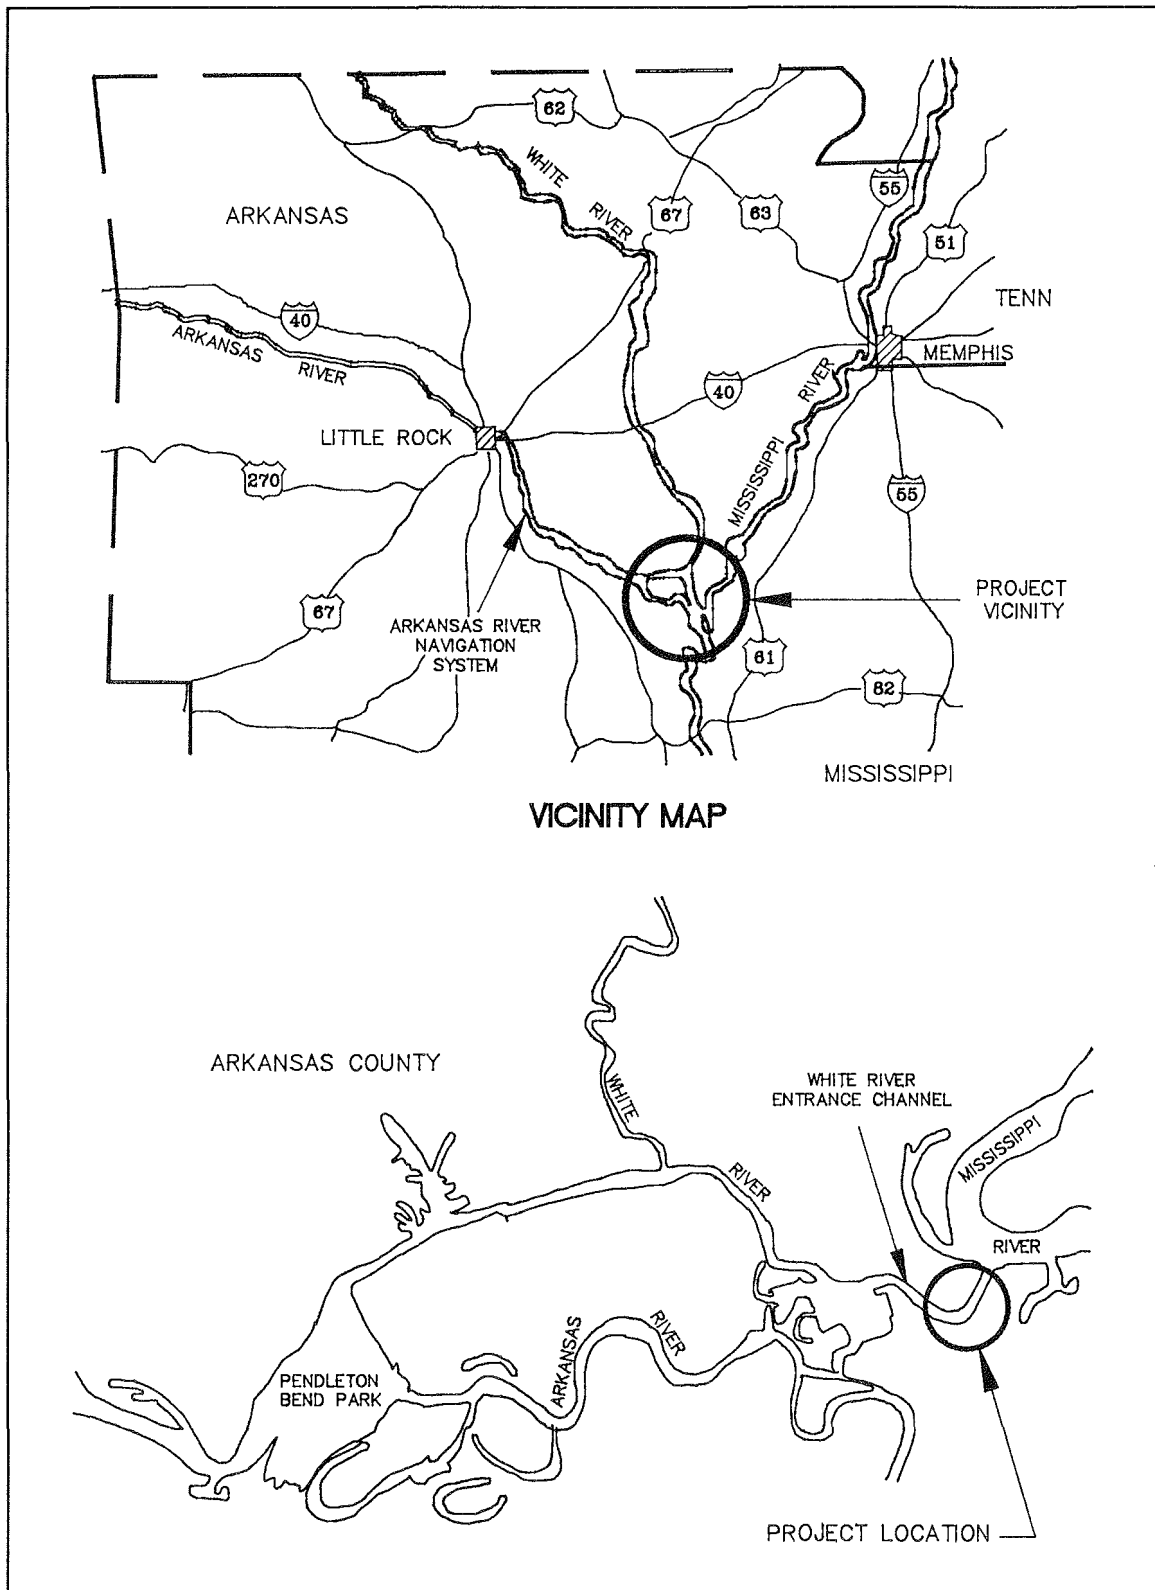 62
WHITE
RIVER
55
67
63
ARKANSAS
51
TENN
40
ARKANSAS
RIVER
MEMPHIS
RIVER
40
LITTLE ROCK
MISSISSIPPI
270
55
PROJECT
VICINITY
67
ARKANSAS RIVER
NAVIGATION
SYSTEM
61
82
MISSISSIPPI
VICINITY MAP
ARKANSAS COUNTY
WHITE
WHITE RIVER
ENTRANCE CHANNEL
MISSISSIPPI
RIVER
RIVER
ARKANSAS
RIVER
PENDLETON
BEND PARK
PROJECT LOCATION